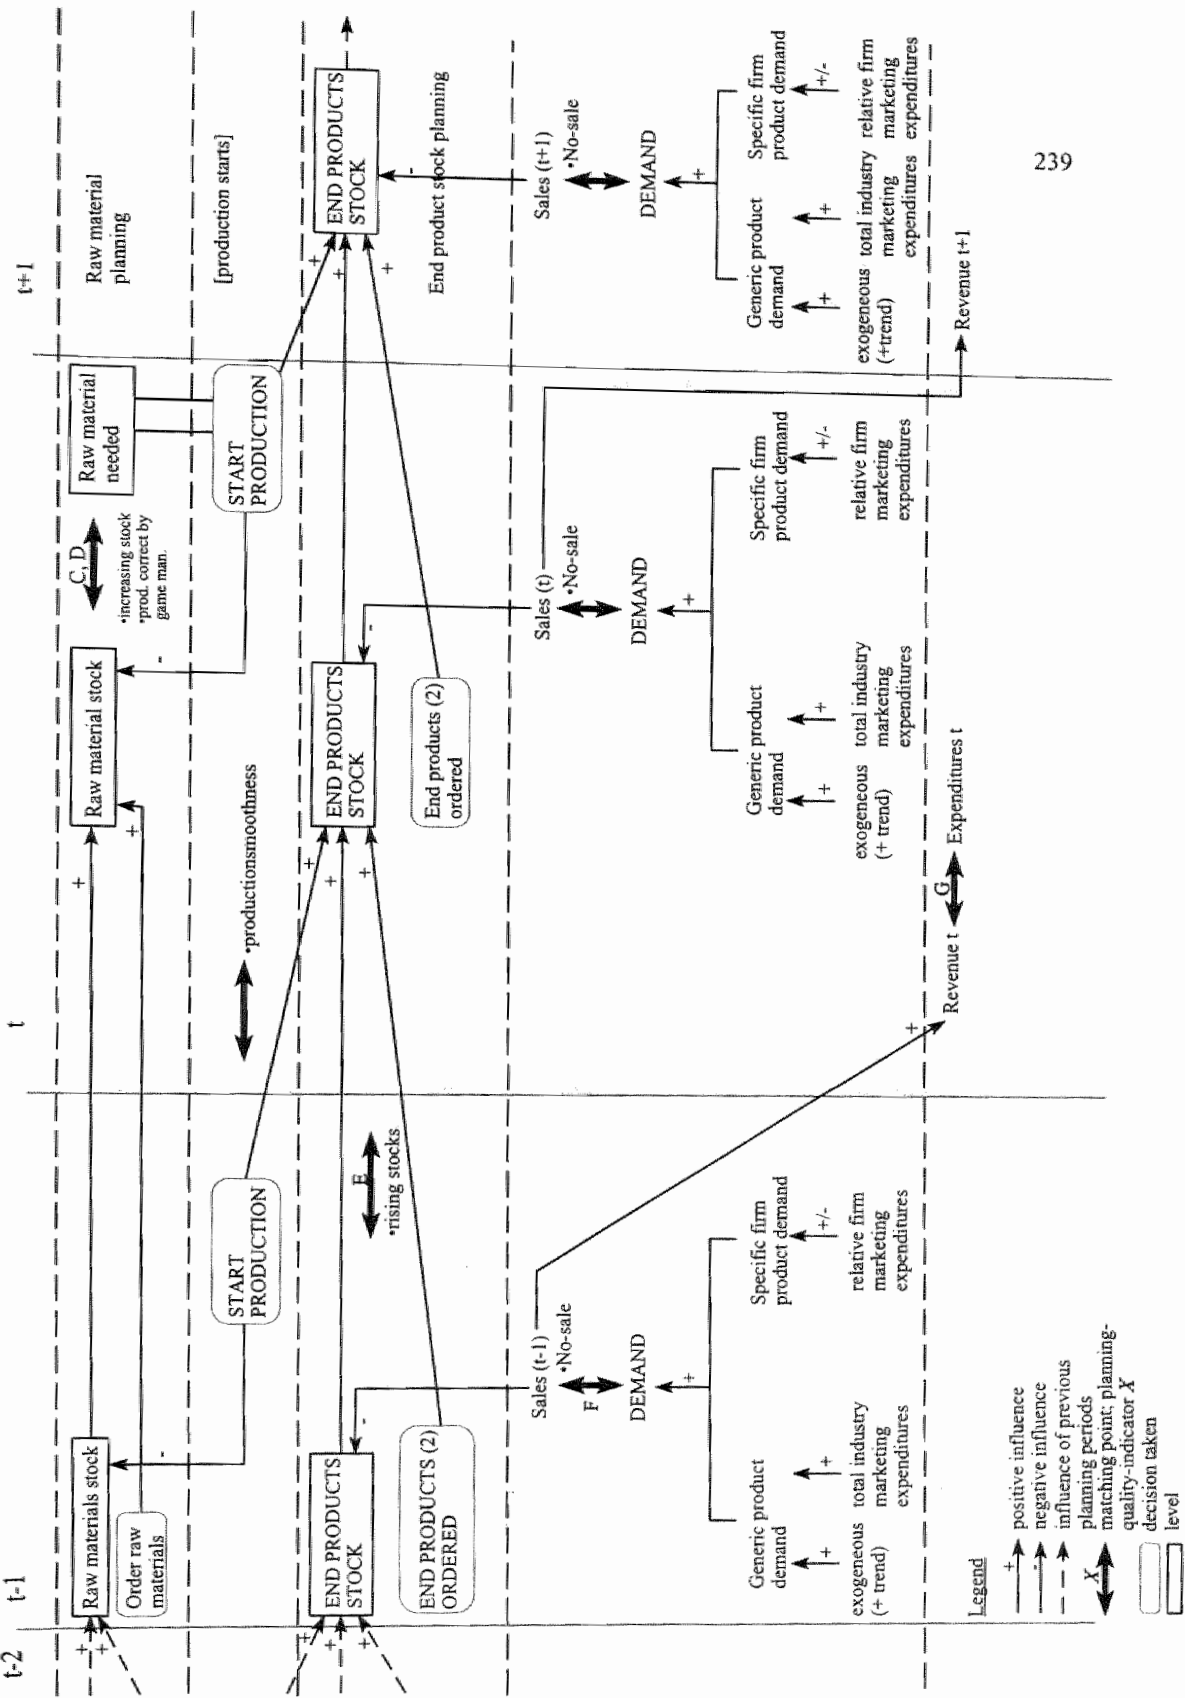 t-2
t-1
t
t+1
Raw material
planning
[production starts]
End product stock planning
Raw materials stock
Order raw
materials
+
+
+
+
-
Raw material stock
-
C, D
•increasing stock
•prod. correct by
game man.
Raw material
needed
START
PRODUCTION
•productionsmoothness
START
PRODUCTION
+
+
+
END PRODUCTS
STOCK
-
END PRODUCTS (2)
ORDERED
E
•rising stocks
+
+
+
END PRODUCTS
STOCK
-
End products (2)
ordered
+
+
+
END PRODUCTS
STOCK
-
Sales (t-1)
•No-sale
F
DEMAND
+
Generic product
demand
Specific firm
product demand
+
+
+/-
exogeneous
(+ trend)
total industry
marketing
expenditures
relative firm
marketing
expenditures
Sales (t)
•No-sale
DEMAND
+
Generic product
demand
Specific firm
product demand
+
+
+/-
exogeneous
(+ trend)
total industry
marketing
expenditures
relative firm
marketing
expenditures
Sales (t+1)
•No-sale
DEMAND
+
Generic product
demand
Specific firm
product demand
+
+
+/-
exogeneous
(+trend)
total industry
marketing
expenditures
relative firm
marketing
expenditures
+
Revenue t
G
Expenditures t
Revenue t+1
Legend
+
positive influence
-
negative influence
influence of previous
planning periods
X
matching point; planning-
quality-indicator X
decision taken
level
239